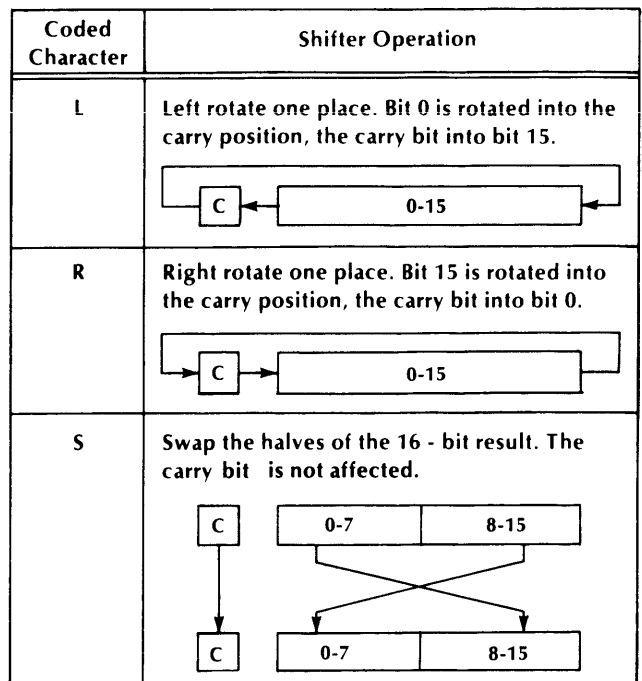 Coded
Character
Shifter Operation
L
Left rotate one place. Bit 0 is rotated into the
carry position, the carry bit into bit 15.
C
0-15
R
Right rotate one place. Bit 15 is rotated into
the carry position, the carry bit into bit 0.
C
0-15
S
Swap the halves of the 16 - bit result. The
carry bit is not affected.
C
0-7
8-15
C
0-7
8-15